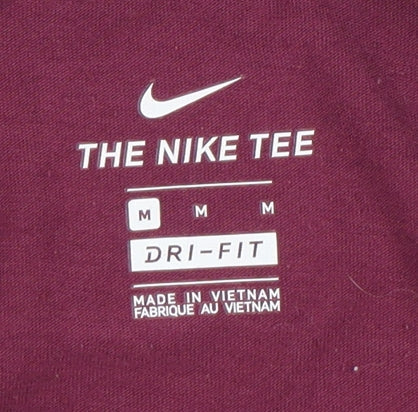 THE NIKE TEE
M M M
DRI-FIT
MADE IN VIETNAM
FABRIQUE AU VIETNAM